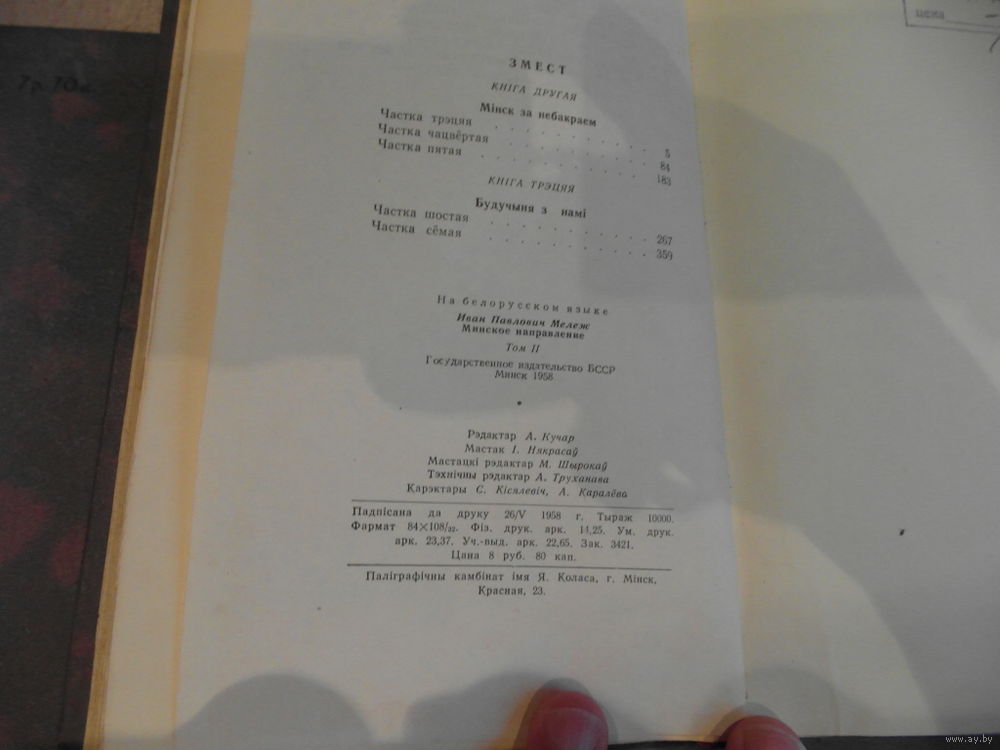 цена
7 р. 70 к.
ЗМЕСТ
КНІГА ДРУГАЯ
Мінск за небакраем
Частка трэцяя . . . . . . . . . . 5
Частка чацвёртая . . . . . . . . . . 84
Частка пятая . . . . . . . . . . 183
КНІГА ТРЭЦЯЯ
Будучыня з намі
Частка шостая . . . . . . . . . . 267
Частка сёмая . . . . . . . . . . 359
На белорусском языке
Иван Павлович Мележ
Минское направление
Том II
Государственное издательство БССР
Минск 1958
Рэдактар А. Кучар
Мастак І. Някрасаў
Мастацкі рэдактар М. Шырокаў
Тэхнічны рэдактар А. Труханава
Карэктары С. Кісялевіч, А. Каралёва
Падпісана да друку 26/V 1958 г. Тыраж 10000.
Фармат 84×108/32. Фіз. друк. арк. 14,25. Ум. друк.
арк. 23,37. Уч.-выд. арк. 22,65. Зак. 3421.
Цана 8 руб. 80 кап.
Паліграфічны камбінат імя Я. Коласа, г. Мінск,
Красная, 23.
www.ay.by